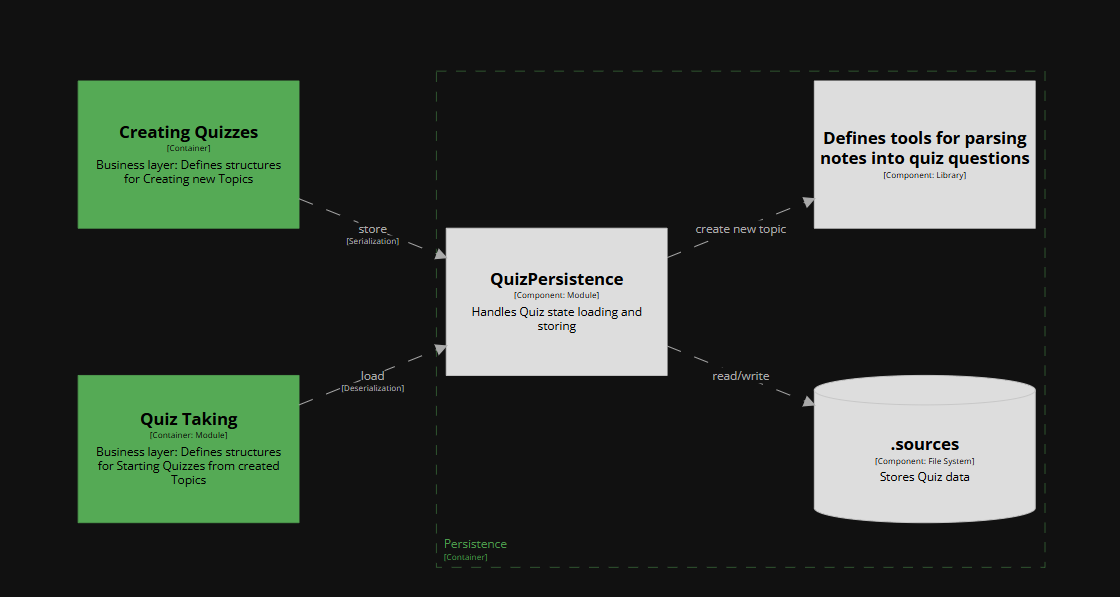 Creating Quizzes
[Container]
Business layer: Defines structures
for Creating new Topics
store
[Serialization]
Quiz Taking
[Container: Module]
Business layer: Defines structures
for Starting Quizzes from created
Topics
load
[Deserialization]
QuizPersistence
[Component: Module]
Handles Quiz state loading and
storing
create new topic
Defines tools for parsing
notes into quiz questions
[Component: Library]
read/write
.sources
[Component: File System]
Stores Quiz data
Persistence
[Container]